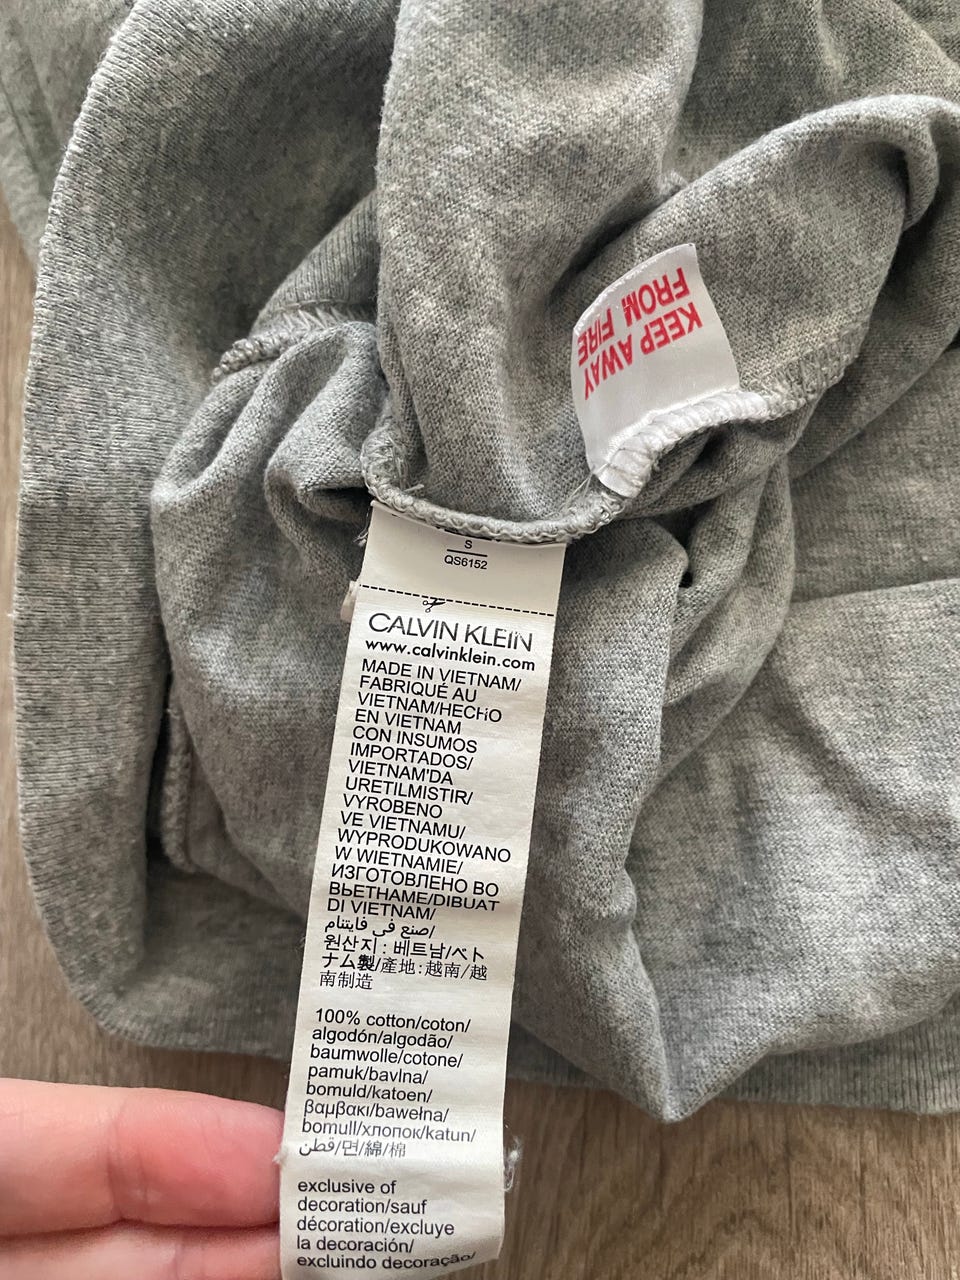 KEEP AWAY
FROM FIRE
S
QS6152
CALVIN KLEIN
www.calvinklein.com
MADE IN VIETNAM/
FABRIQUÉ AU
VIETNAM/HECHO
EN VIETNAM
CON INSUMOS
IMPORTADOS/
VIETNAM'DA
URETILMISTIR/
VYROBENO
VE VIETNAMU/
WYPRODUKOWANO
W WIETNAMIE/
ИЗГОТОВЛЕНО ВО
ВЬЕТНАМЕ/DIBUAT
DI VIETNAM/
صنع في فايتنام/
원산지 : 베트남/ベト
ナム製/產地:越南/越
南制造
100% cotton/coton/
algodón/algodão/
baumwolle/cotone/
pamuk/bavlna/
bomuld/katoen/
βαμβακι/bawełna/
bomull/хлопок/katun/
قطن/면/綿/棉
exclusive of
decoration/sauf
décoration/excluye
la decoración/
excluindo decoração/